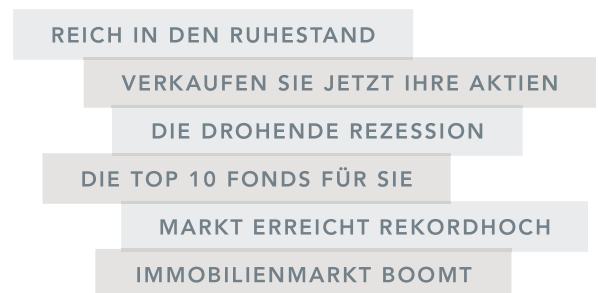 REICH IN DEN RUHESTAND
VERKAUFEN SIE JETZT IHRE AKTIEN
DIE DROHENDE REZESSION
DIE TOP 10 FONDS FÜR SIE
MARKT ERREICHT REKORDHOCH
IMMOBILIENMARKT BOOMT